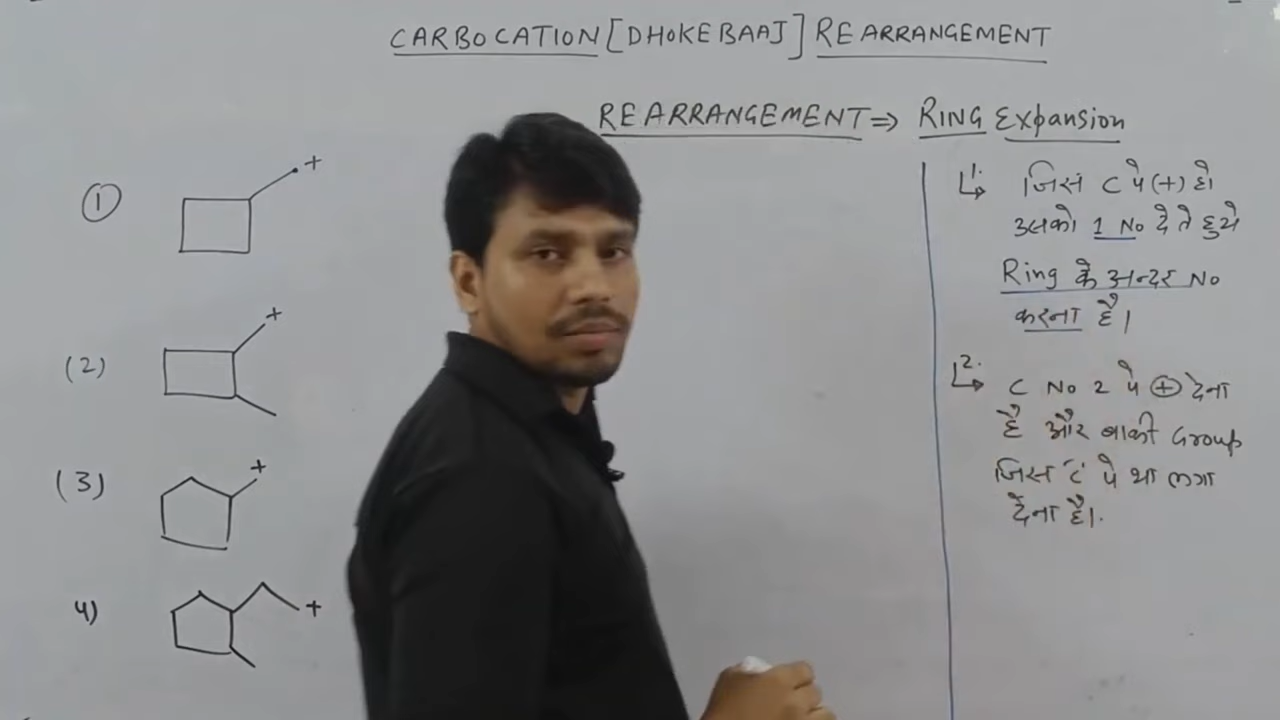 CARBOCATION [DHOKEBAAJ] REARRANGEMENT
REARRANGEMENT ⇒ RING Expansion
①
+
(2)
+
(3)
+
4)
+
1. जिस C पे (+) हो
उसको 1 No देते हुये
Ring के अन्दर No
करना है।
2. C No 2 पे ⊕ देना
है और बाकी Group
जिस 'C' पे था लगा
देना है।